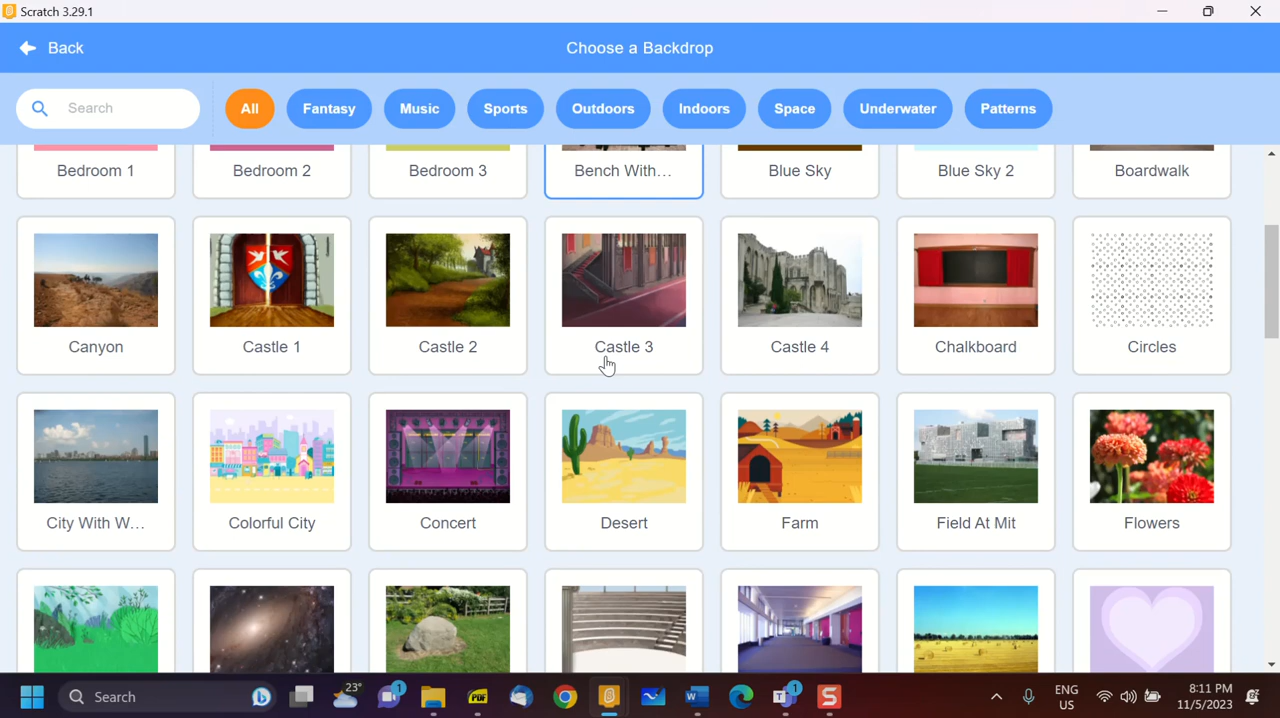 Scratch 3.29.1
Back
Choose a Backdrop
Search
All
Fantasy
Music
Sports
Outdoors
Indoors
Space
Underwater
Patterns
Bedroom 1
Bedroom 2
Bedroom 3
Bench With...
Blue Sky
Blue Sky 2
Boardwalk
Canyon
Castle 1
Castle 2
Castle 3
Castle 4
Chalkboard
Circles
City With W...
Colorful City
Concert
Desert
Farm
Field At Mit
Flowers
Search
23°
1
PDF
1
ENG
US
8:11 PM
11/5/2023